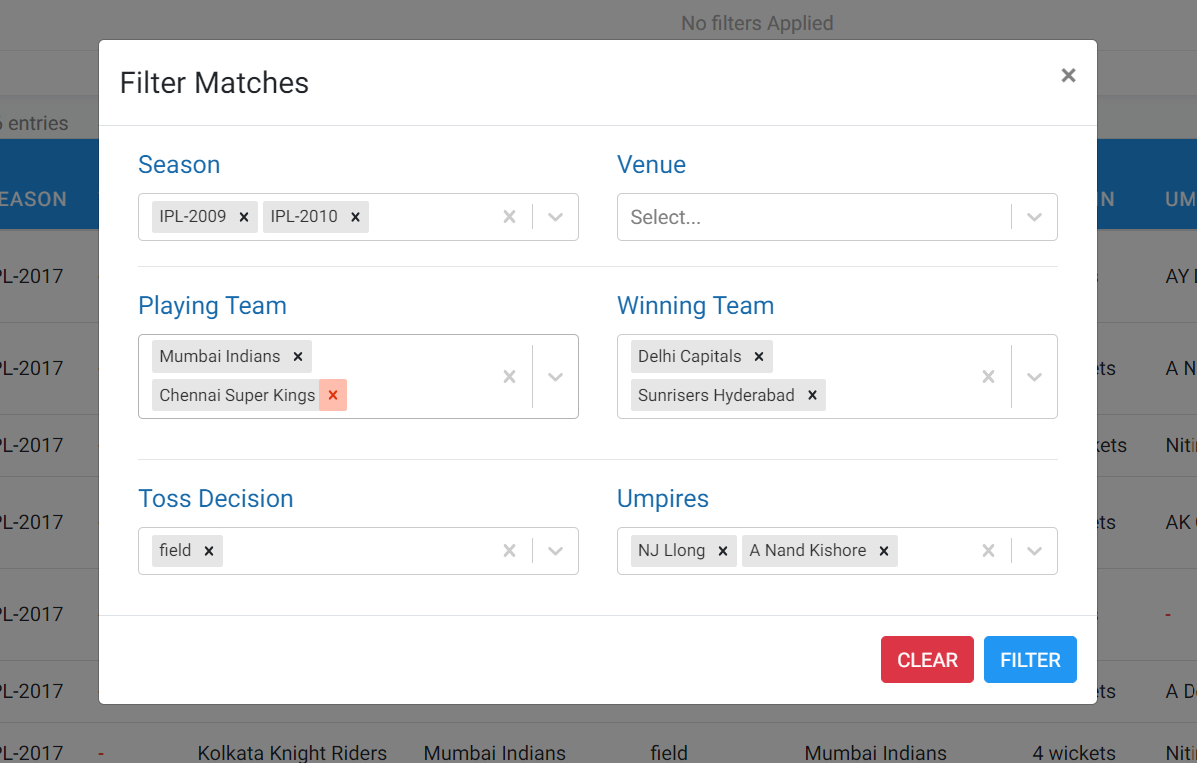 No filters Applied
Filter Matches
×
entries
EASON
N
UM
Season
Venue
IPL-2009 × IPL-2010 ×
Select...
PL-2017
AY
Playing Team
Winning Team
Mumbai Indians ×
Chennai Super Kings ×
Delhi Capitals ×
Sunrisers Hyderabad ×
PL-2017
ets
A N
PL-2017
kets
Niti
Toss Decision
Umpires
PL-2017
ets
AK
field ×
NJ Llong × A Nand Kishore ×
PL-2017
-
CLEAR
FILTER
PL-2017
ets
A D
PL-2017 - Kolkata Knight Riders Mumbai Indians field Mumbai Indians 4 wickets Niti